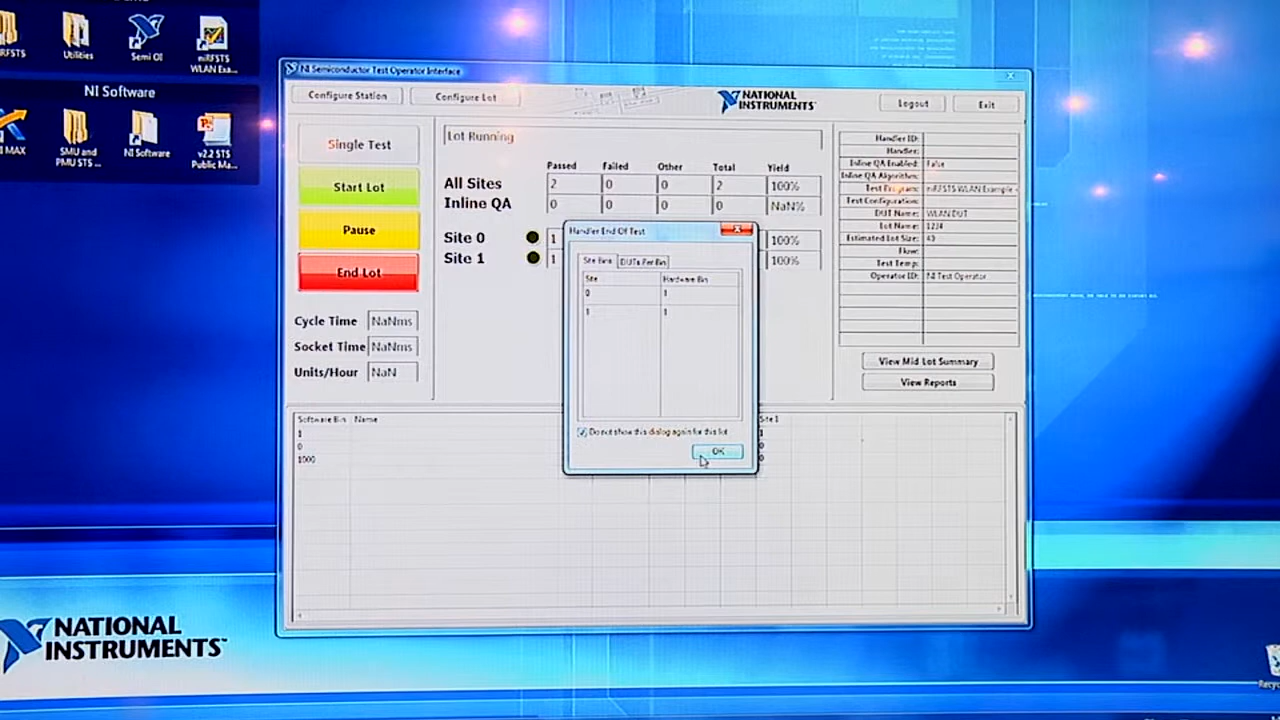 RFSTS
Utilities
Semi OI
niRFSTS
WLAN Exa...
NI Software
I MAX
SMU and
PMU STS ...
NI Software
v2.2 STS
Public Ma...
NI Semiconductor Test Operator Interface
Configure Station
Configure Lot
NATIONAL
INSTRUMENTS
Logout
Exit
Single Test
Start Lot
Pause
End Lot
Cycle Time NaNms
Socket Time NaNms
Units/Hour NaN
Lot Running
Passed Failed Other Total Yield
All Sites 2 0 0 2 100%
Inline QA 0 0 0 0 NaN%
Site 0 1 100%
Site 1 1 100%
Handler ID:
Handler:
Inline QA Enabled: False
Inline QA Algorithm:
Test Program: niRFSTS WLAN Example
Test Configuration:
DUT Name: WLAN DUT
Lot Name: 1234
Estimated Lot Size:
Flow:
Test Temp:
Operator ID: NI Test Operator
View Mid Lot Summary
View Reports
Handler End Of Test
Site Bins DUTs Per Bin
Site Hardware Bin
0 1
1 1
Do not show this dialog again for this lot
OK
Software Bin Name Site 1
1 1
0 0
1000 0
NATIONAL
INSTRUMENTS